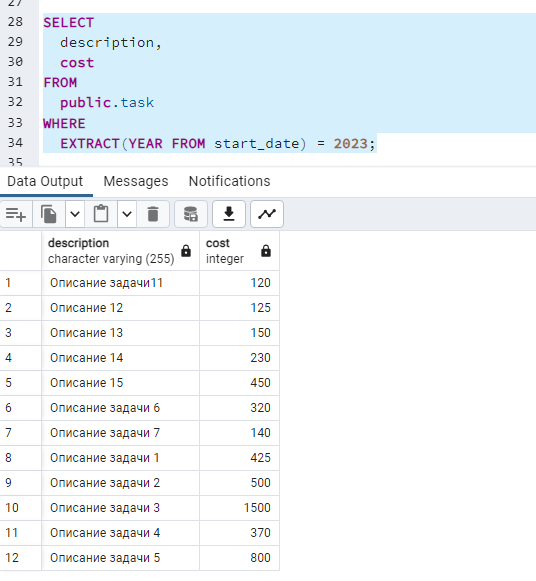 27
28 SELECT
29 description,
30 cost
31 FROM
32 public.task
33 WHERE
34 EXTRACT(YEAR FROM start_date) = 2023;
35
Data Output Messages Notifications
description cost
character varying (255) integer
1 Описание задачи11 120
2 Описание 12 125
3 Описание 13 150
4 Описание 14 230
5 Описание 15 450
6 Описание задачи 6 320
7 Описание задачи 7 140
8 Описание задачи 1 425
9 Описание задачи 2 500
10 Описание задачи 3 1500
11 Описание задачи 4 370
12 Описание задачи 5 800